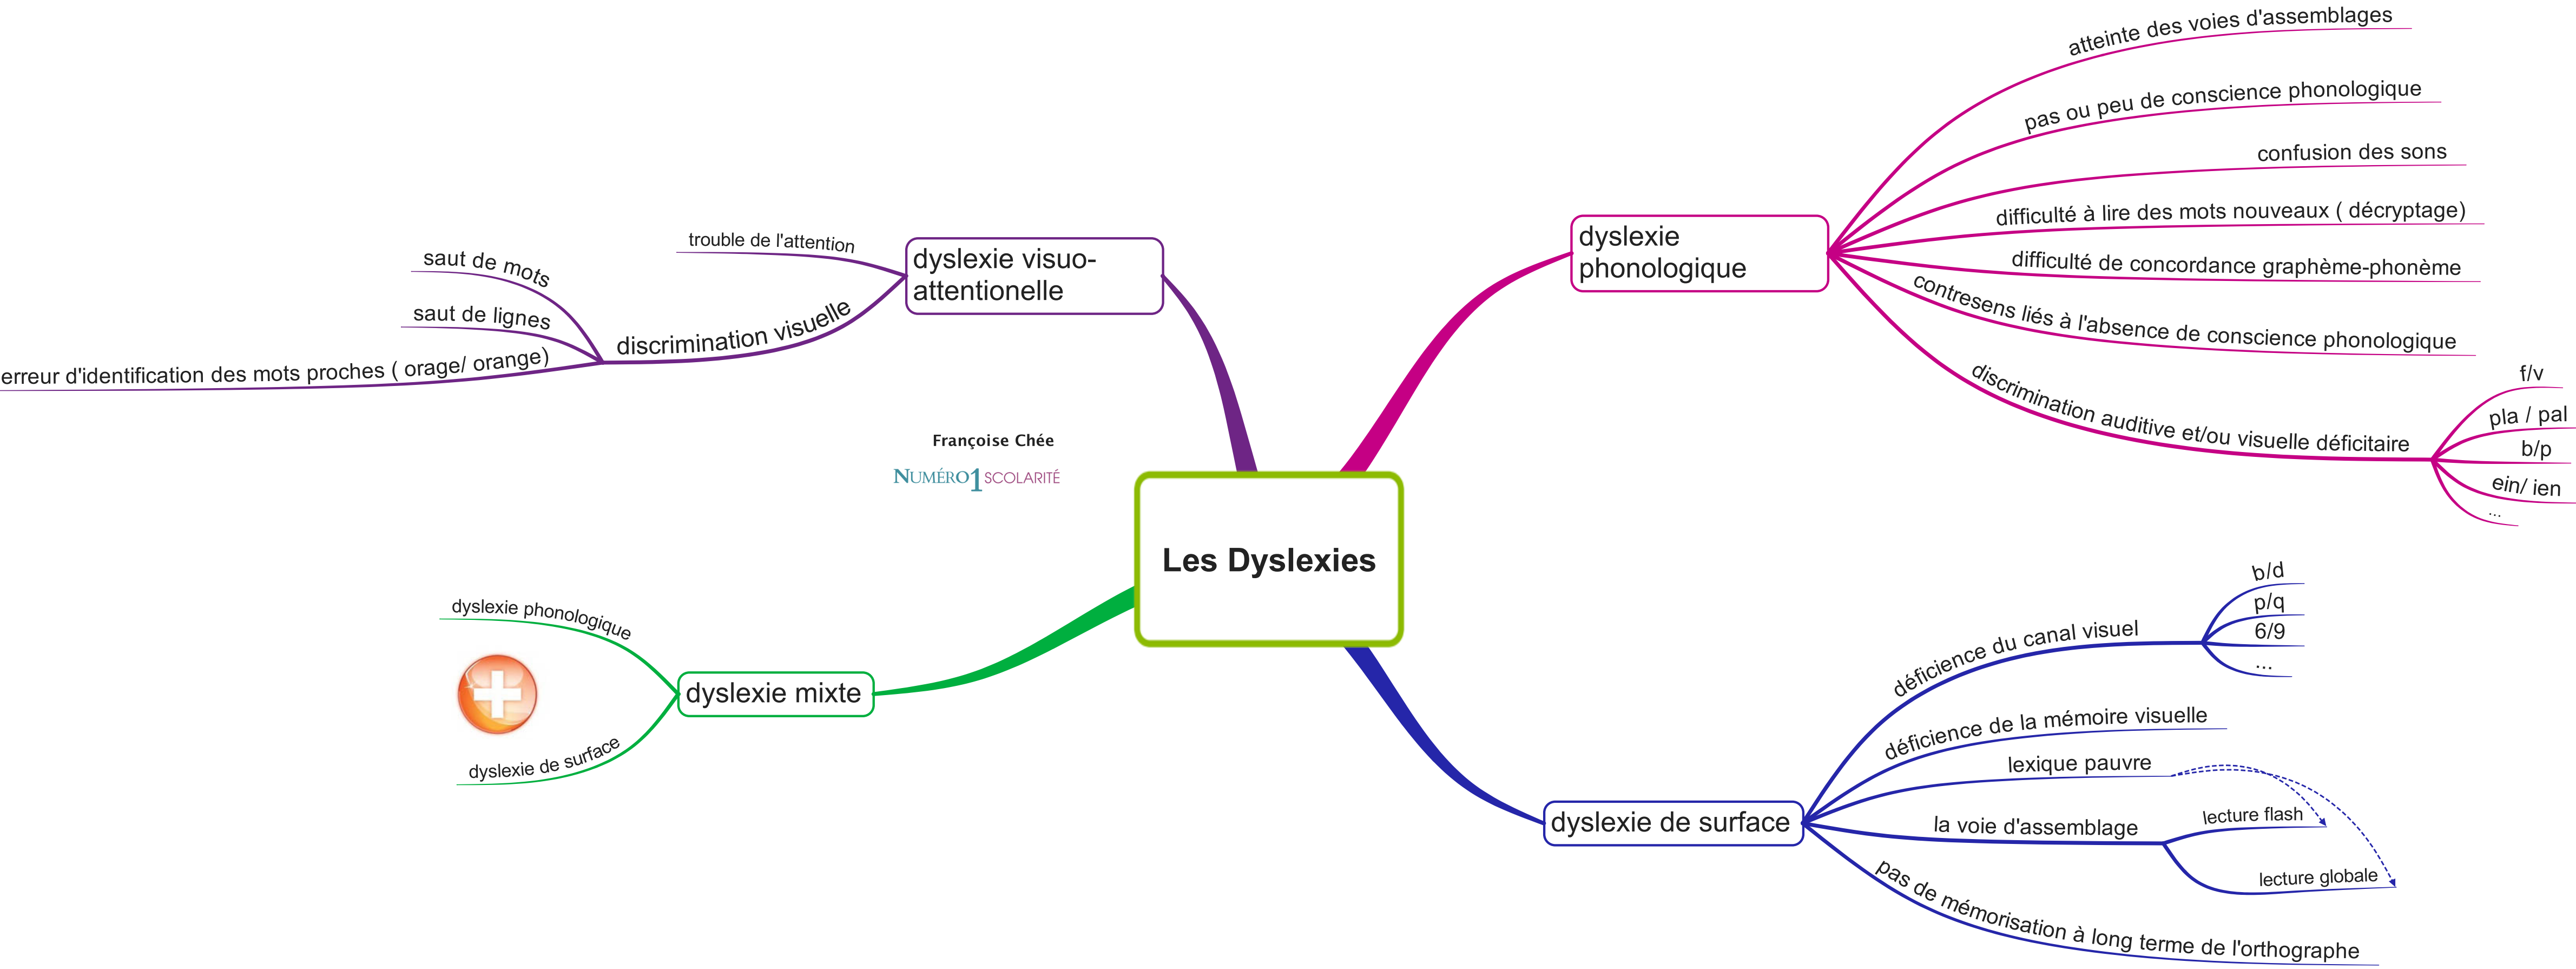 Les Dyslexies
dyslexie
phonologique
atteinte des voies d'assemblages
pas ou peu de conscience phonologique
confusion des sons
difficulté à lire des mots nouveaux ( décryptage)
difficulté de concordance graphème-phonème
contresens liés à l'absence de conscience phonologique
discrimination auditive et/ou visuelle déficitaire
f/v
pla / pal
b/p
ein/ ien
...
dyslexie de surface
déficience du canal visuel
b/d
p/q
6/9
...
déficience de la mémoire visuelle
lexique pauvre
la voie d'assemblage
lecture flash
lecture globale
pas de mémorisation à long terme de l'orthographe
dyslexie mixte
dyslexie phonologique
dyslexie de surface
dyslexie visuo-
attentionelle
trouble de l'attention
discrimination visuelle
saut de mots
saut de lignes
erreur d'identification des mots proches ( orage/ orange)
Françoise Chée
NUMÉRO1 SCOLARITÉ